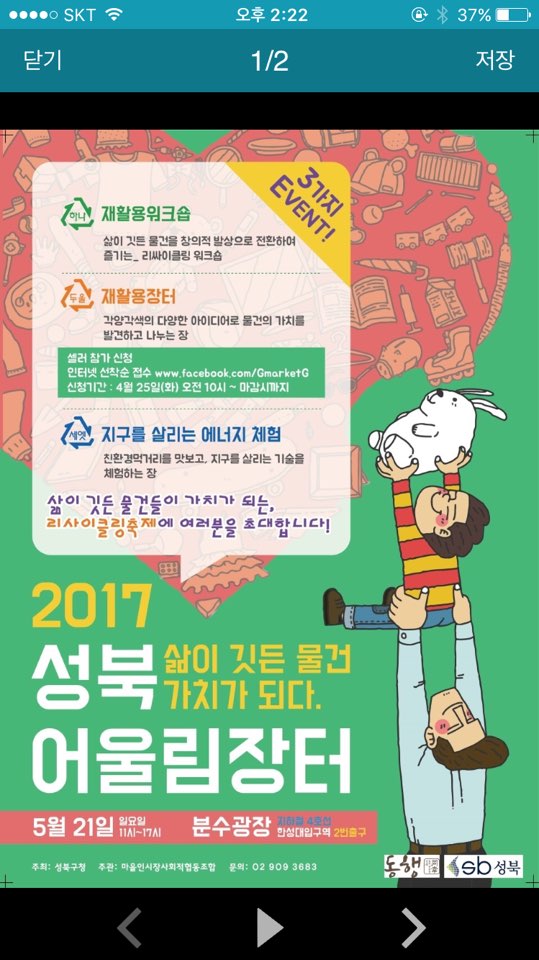 SKT 오후 2:22 37%
닫기 1/2 저장
3가지
EVENT!
하나 재활용워크숍
삶이 깃든 물건을 창의적 발상으로 전환하여
즐기는_ 리싸이클링 워크숍
두울 재활용장터
각양각색의 다양한 아이디어로 물건의 가치를
발견하고 나누는 장
셀러 참가 신청
인터넷 선착순 접수 www.facebook.com/GmarketG
신청기간 : 4월 25일(화) 오전 10시 ~ 마감시까지
세엣 지구를 살리는 에너지 체험
친환경먹거리를 맛보고, 지구를 살리는 기술을
체험하는 장
삶이 깃든 물건들이 가치가 되는,
리사이클링축제에 여러분을 초대합니다!
2017
성북 삶이 깃든 물건
가치가 되다.
어울림장터
5월 21일 일요일
11시~17시
분수광장 지하철 4호선
한성대입구역 2번출구
주최: 성북구청 주관: 마을인시장사회적협동조합 문의: 02 909 3683
동행 sb성북